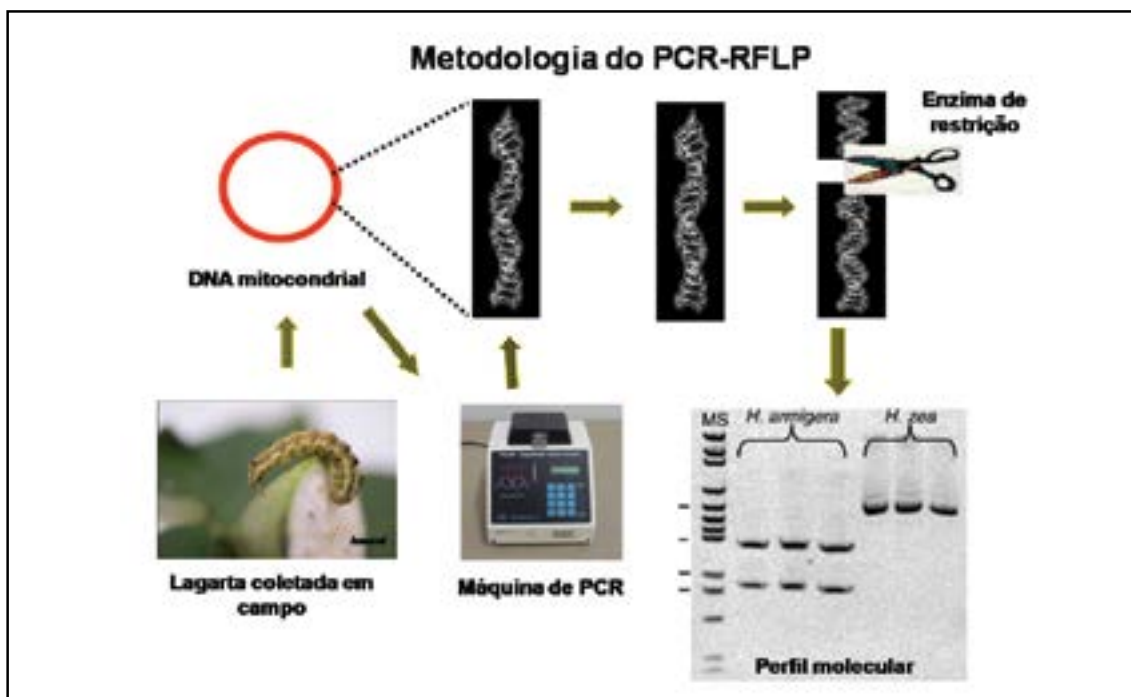 Metodologia do PCR-RFLP
Enzima de
restrição
DNA mitocondrial
Lagarta coletada em
campo
Máquina de PCR
MS H. armigera H. zea
Perfil molecular